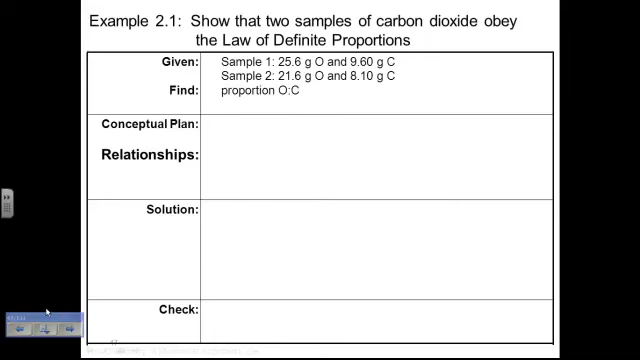 Example 2.1: Show that two samples of carbon dioxide obey
the Law of Definite Proportions
Given: Sample 1: 25.6 g O and 9.60 g C
Sample 2: 21.6 g O and 8.10 g C
Find: proportion O:C
Conceptual Plan:
Relationships:
Solution:
Check: